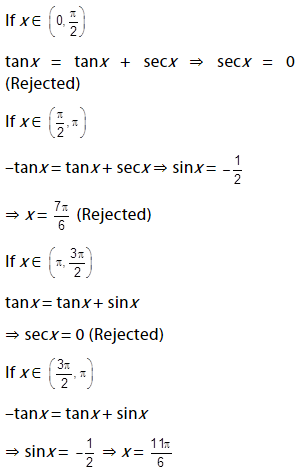 If x ∈ (0, π/2)
tanx = tanx + secx ⇒ secx = 0
(Rejected)
If x ∈ (π/2, π)
–tanx = tanx + secx ⇒ sinx = –1/2
⇒ x = 7π/6 (Rejected)
If x ∈ (π, 3π/2)
tanx = tanx + sinx
⇒ secx = 0 (Rejected)
If x ∈ (3π/2, π)
–tanx = tanx + sinx
⇒ sinx = –1/2 ⇒ x = 11π/6